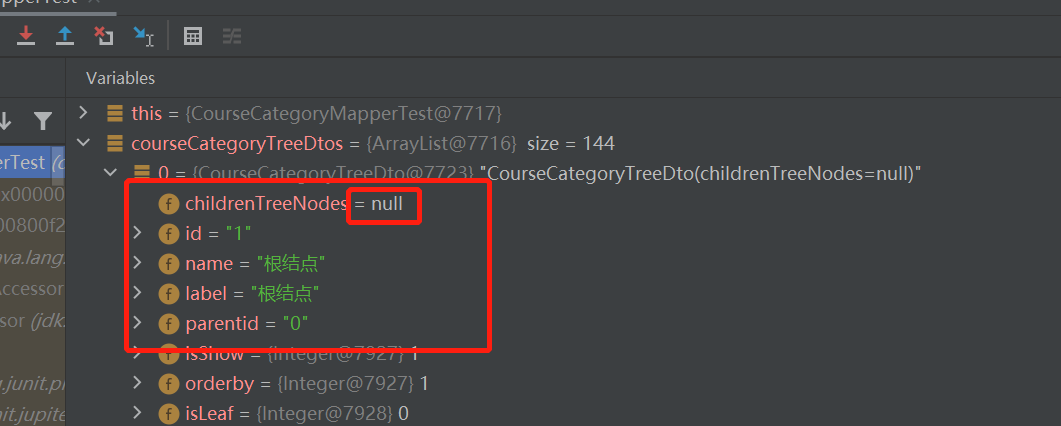 apperTest
Variables
this = {CourseCategoryMapperTest@7717}
courseCategoryTreeDtos = {ArrayList@7716} size = 144
erTest (d
0 = {CourseCategoryTreeDto@7723} "CourseCategoryTreeDto(childrenTreeNodes=null)"
0x00000
childrenTreeNodes = null
00800f2
id = "1"
ava.lang.
name = "根结点"
Accessor
label = "根结点"
sor (jdk.
parentid = "0"
isShow = {Integer@7927} 1
g.junit.pl
orderby = {Integer@7927} 1
nit.jupite
isLeaf = {Integer@7928} 0